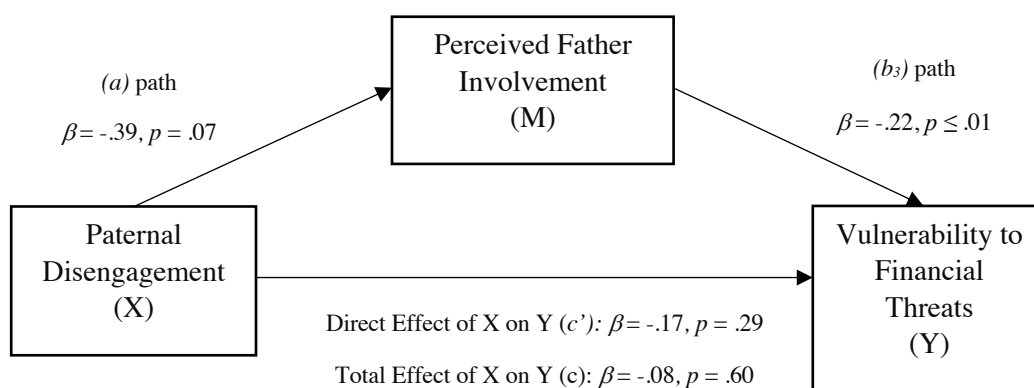 Perceived Father
Involvement
(M)
(a) path
β = -.39, p = .07
(b₃) path
β = -.22, p ≤ .01
Paternal
Disengagement
(X)
Vulnerability to
Financial
Threats
(Y)
Direct Effect of X on Y (c’): β = -.17, p = .29
Total Effect of X on Y (c): β = -.08, p = .60